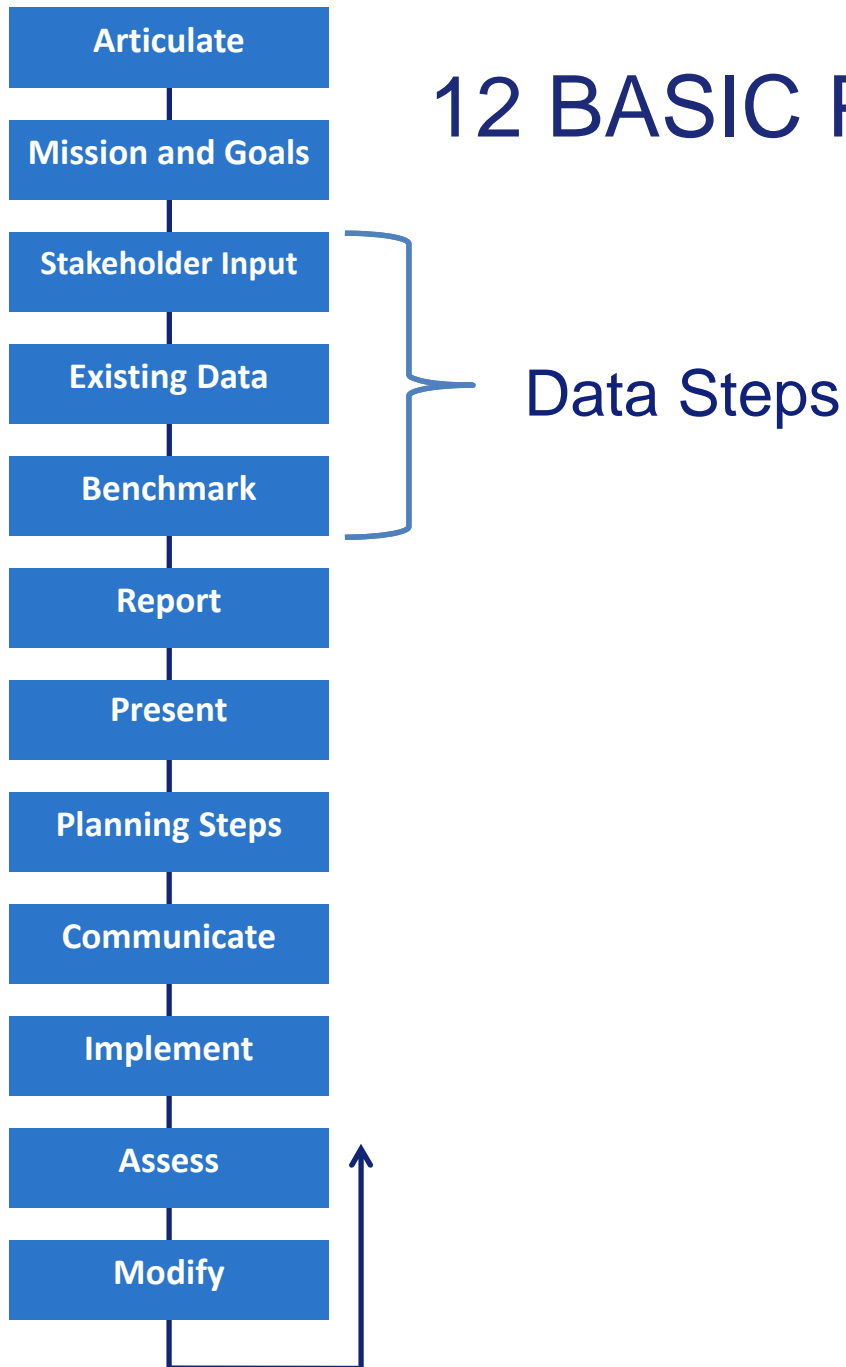 12 BASIC
Articulate
Mission and Goals
Stakeholder Input
Existing Data
Benchmark
Data Steps
Report
Present
Planning Steps
Communicate
Implement
Assess
Modify